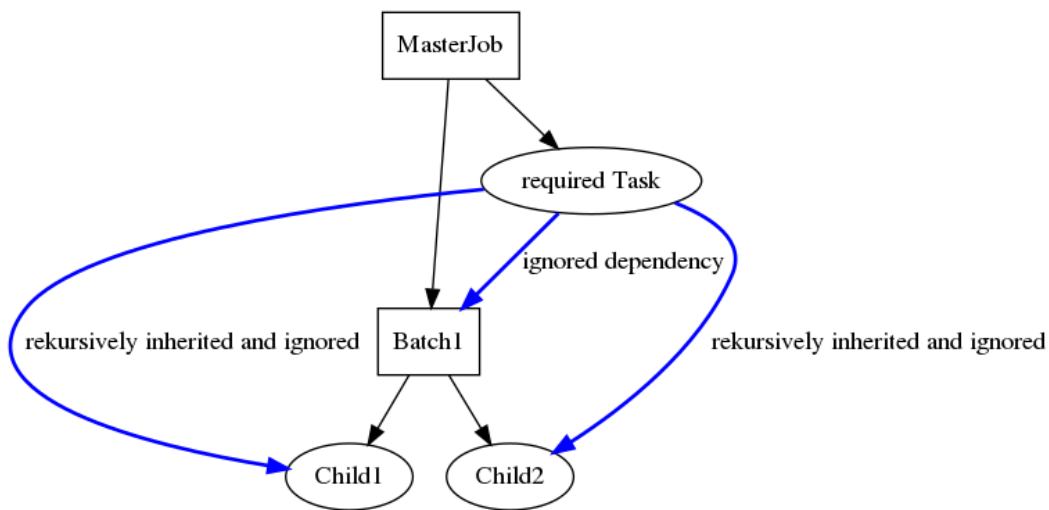 MasterJob
required Task
ignored dependency
rekursively inherited and ignored
Batch1
rekursively inherited and ignored
Child1
Child2